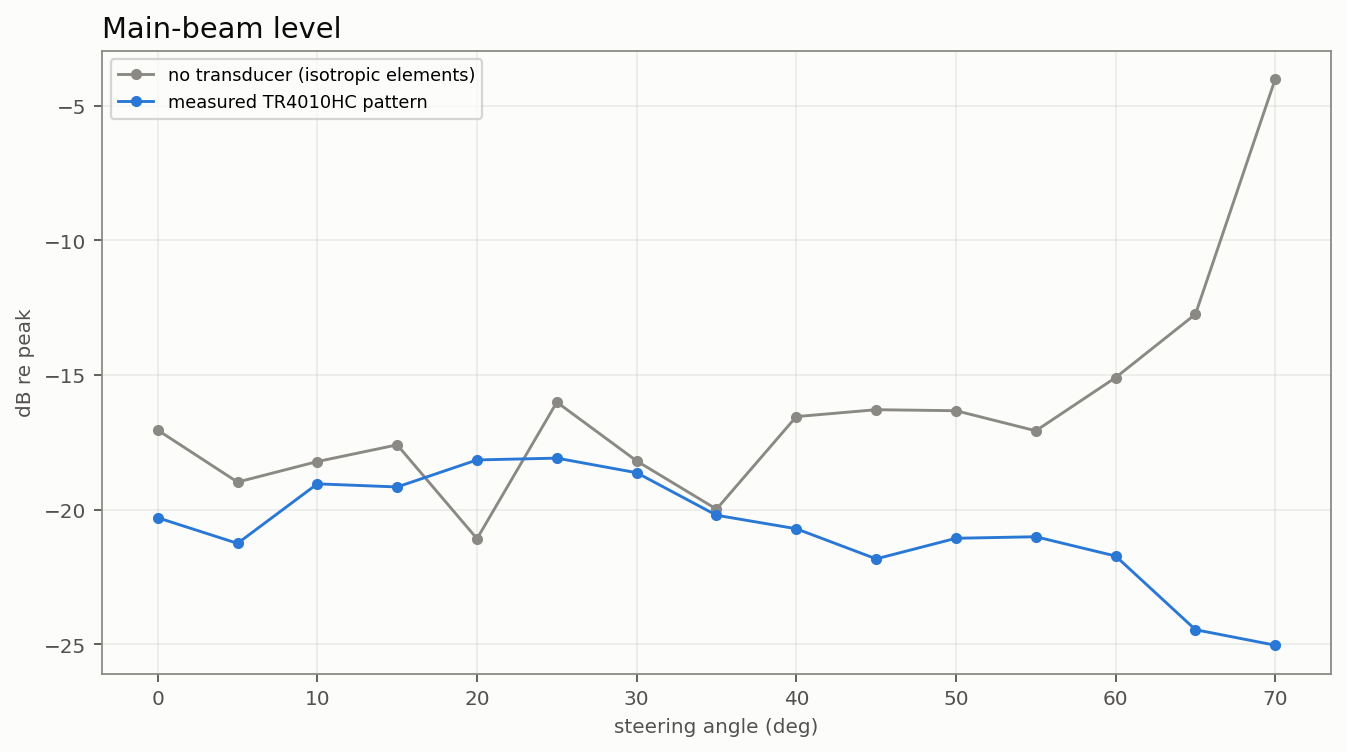 Main-beam level
no transducer (isotropic elements)
measured TR4010HC pattern
−5
−10
−15
−20
−25
dB re peak
0 10 20 30 40 50 60 70
steering angle (deg)